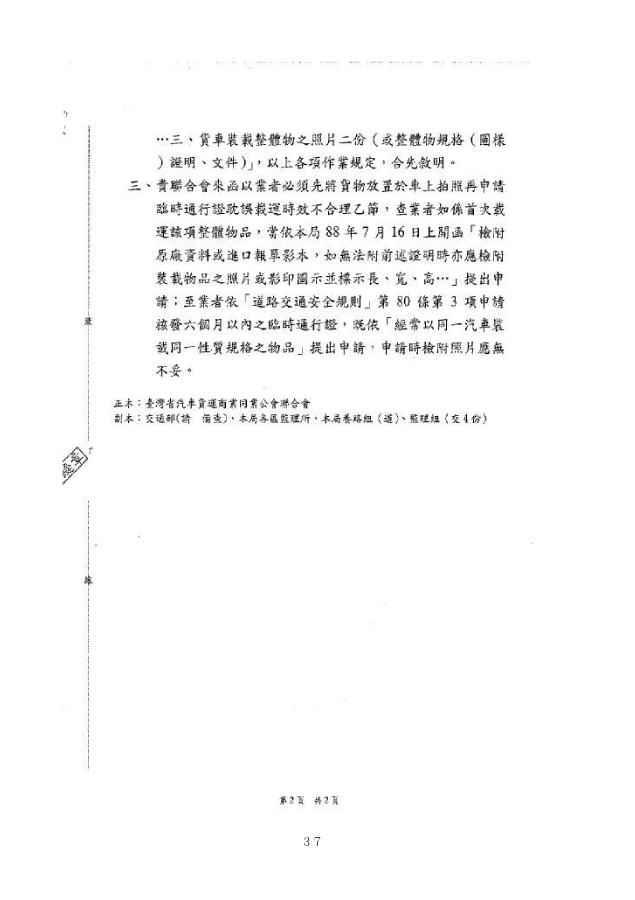 …三、貨車裝載整體物之照片二份（或整體物規格（圖樣
）證明、文件）」，以上各項作業規定，合先敘明。
三、貴聯合會來函以業者必須先將貨物放置於車上拍照再申請
臨時通行證耽誤載運時效不合理乙節，查業者如係首次載
運該項整體物品，當依本局 88 年 7 月 16 日上開函「檢附
原廠資料或進口報單影本，如無法附前述證明時亦應檢附
裝載物品之照片或影印圖示並標示長、寬、高…」提出申
請；至業者依「道路交通安全規則」第 80 條第 3 項申請
核發六個月以內之臨時通行證，既依「經常以同一汽車裝
載同一性質規格之物品」提出申請，申請時檢附照片應無
不妥。
裝
正本：臺灣省汽車貨運商業同業公會聯合會
副本：交通部(請　備查)、本局各區監理所、本局養路組（道）、監理組（交4份）
訂
線
第2頁　共2頁
37